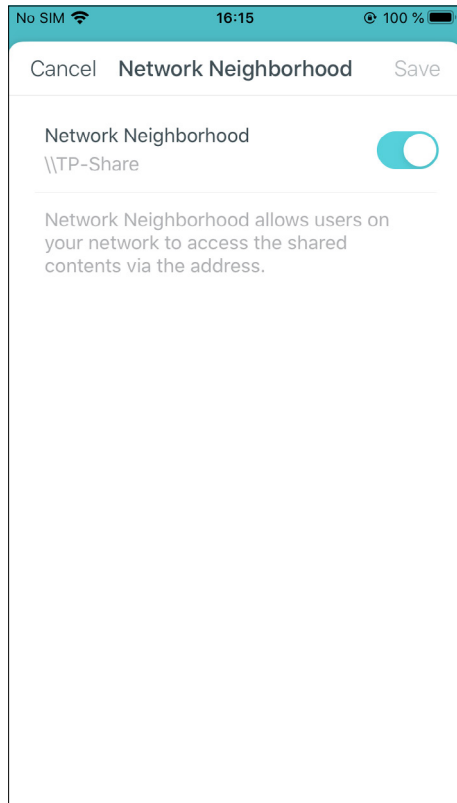 No SIM 16:15 100 %
Cancel Network Neighborhood Save
Network Neighborhood
\\TP-Share
Network Neighborhood allows users on
your network to access the shared
contents via the address.